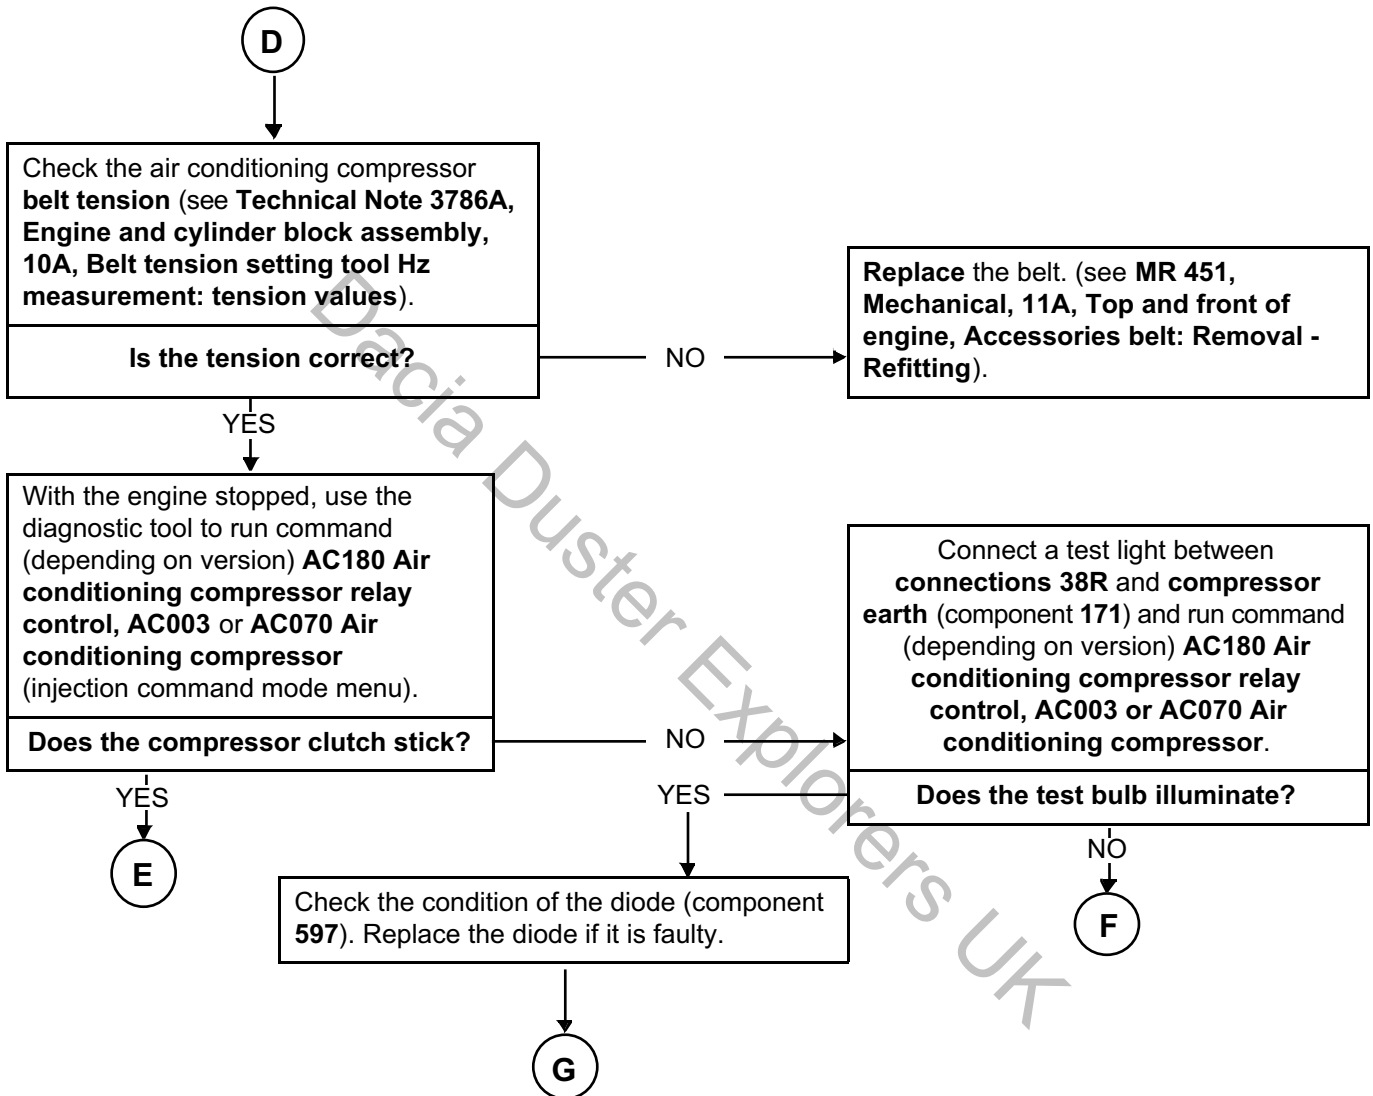 D
Check the air conditioning compressor
belt tension (see Technical Note 3786A,
Engine and cylinder block assembly,
10A, Belt tension setting tool Hz
measurement: tension values).
Is the tension correct?
NO
Replace the belt. (see MR 451,
Mechanical, 11A, Top and front of
engine, Accessories belt: Removal -
Refitting).
YES
With the engine stopped, use the
diagnostic tool to run command
(depending on version) AC180 Air
conditioning compressor relay
control, AC003 or AC070 Air
conditioning compressor
(injection command mode menu).
Does the compressor clutch stick?
NO
Connect a test light between
connections 38R and compressor
earth (component 171) and run command
(depending on version) AC180 Air
conditioning compressor relay
control, AC003 or AC070 Air
conditioning compressor.
Does the test bulb illuminate?
YES
E
YES
NO
F
Check the condition of the diode (component
597). Replace the diode if it is faulty.
G
Dacia Duster Explorers UK